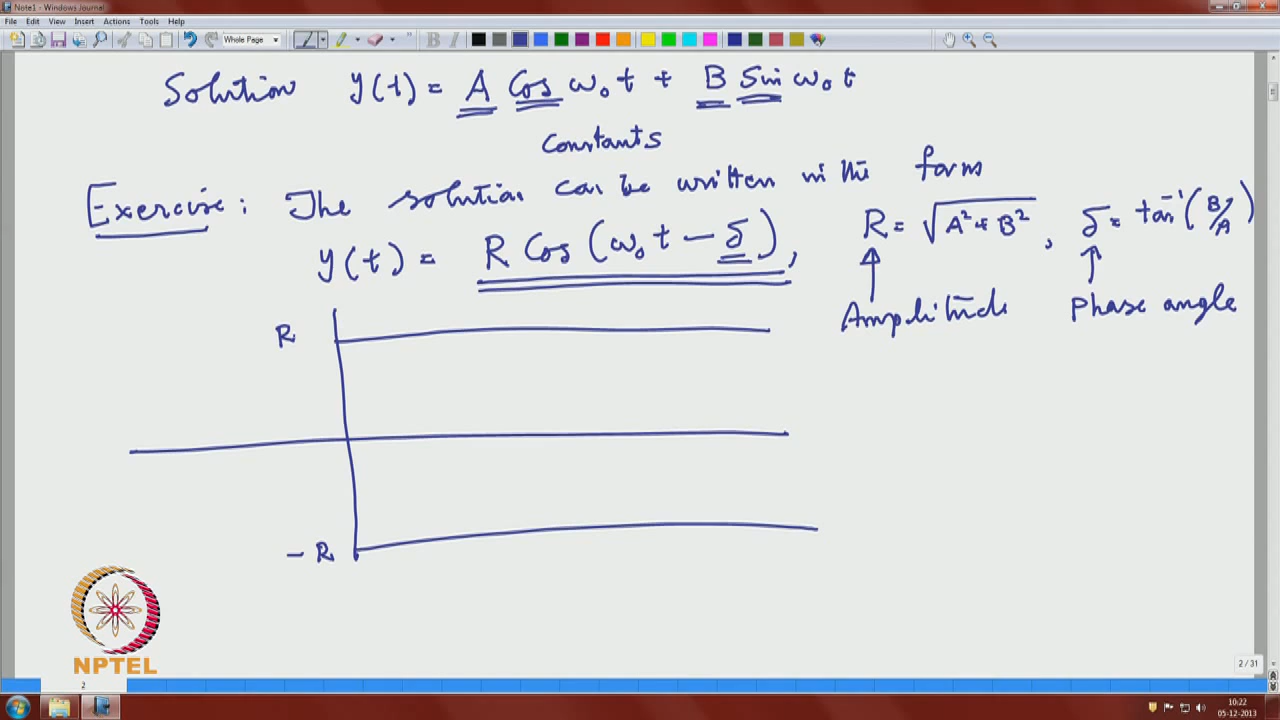 Note1 - Windows Journal
File Edit View Insert Actions Tools Help
Whole Page
Solution y(t) = A Cos ω₀t + B Sin ω₀t
Constants
Exercise: The solution can be written in the form
y(t) = R Cos (ω₀t − δ), R = √(A² + B²), δ = tan⁻¹(B/A)
Amplitude Phase angle
R
− R
NPTEL
2 / 31
2
10:22
05-12-2013